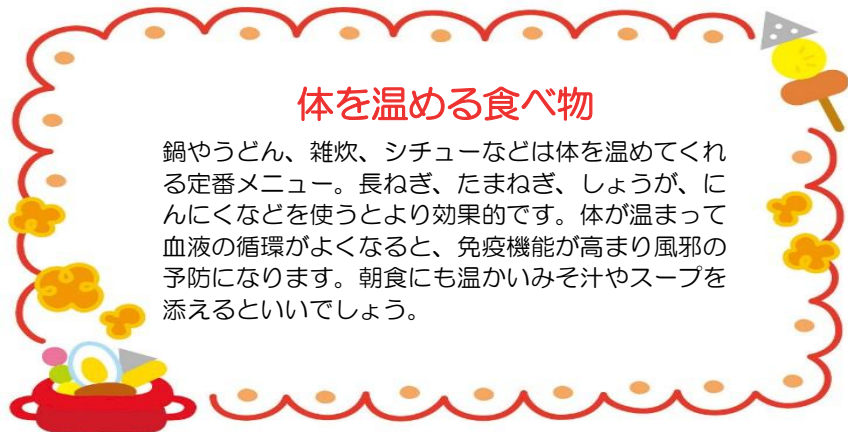 体を温める食べ物
鍋やうどん、雑炊、シチューなどは体を温めてくれ
る定番メニュー。長ねぎ、たまねぎ、しょうが、に
んにくなどを使うとより効果的です。体が温まって
血液の循環がよくなると、免疫機能が高まり風邪の
予防になります。朝食にも温かいみそ汁やスープを
添えるといいでしょう。